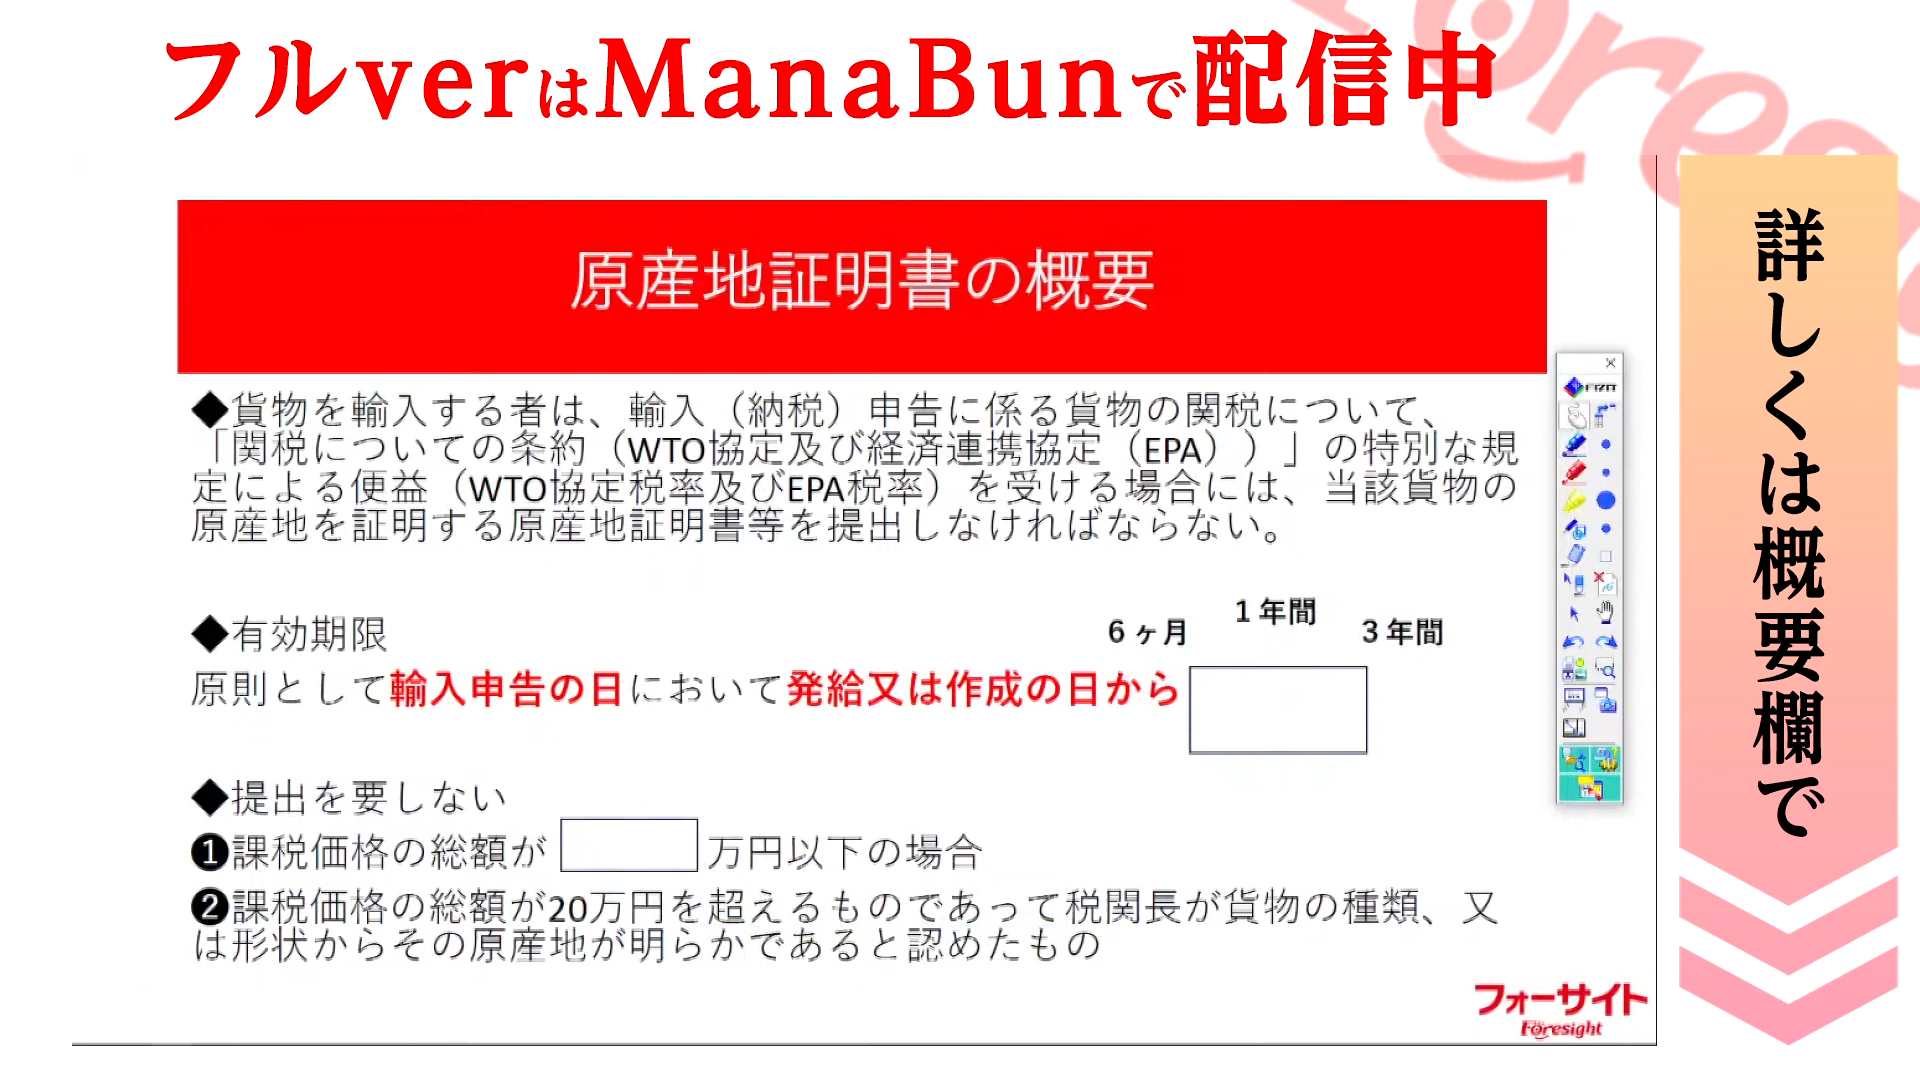 フルverはManaBunで配信中
Foresight
原産地証明書の概要
◆貨物を輸入する者は、輸入（納税）申告に係る貨物の関税について、
「関税についての条約（WTO協定及び経済連携協定（EPA））」の特別な規
定による便益（WTO協定税率及びEPA税率）を受ける場合には、当該貨物の
原産地を証明する原産地証明書等を提出しなければならない。
◆有効期限
6ヶ月
1年間
3年間
原則として輸入申告の日において発給又は作成の日から
◆提出を要しない
❶課税価格の総額が 万円以下の場合
❷課税価格の総額が20万円を超えるものであって税関長が貨物の種類、又
は形状からその原産地が明らかであると認めたもの
フォーサイト
Foresight
詳しくは概要欄で